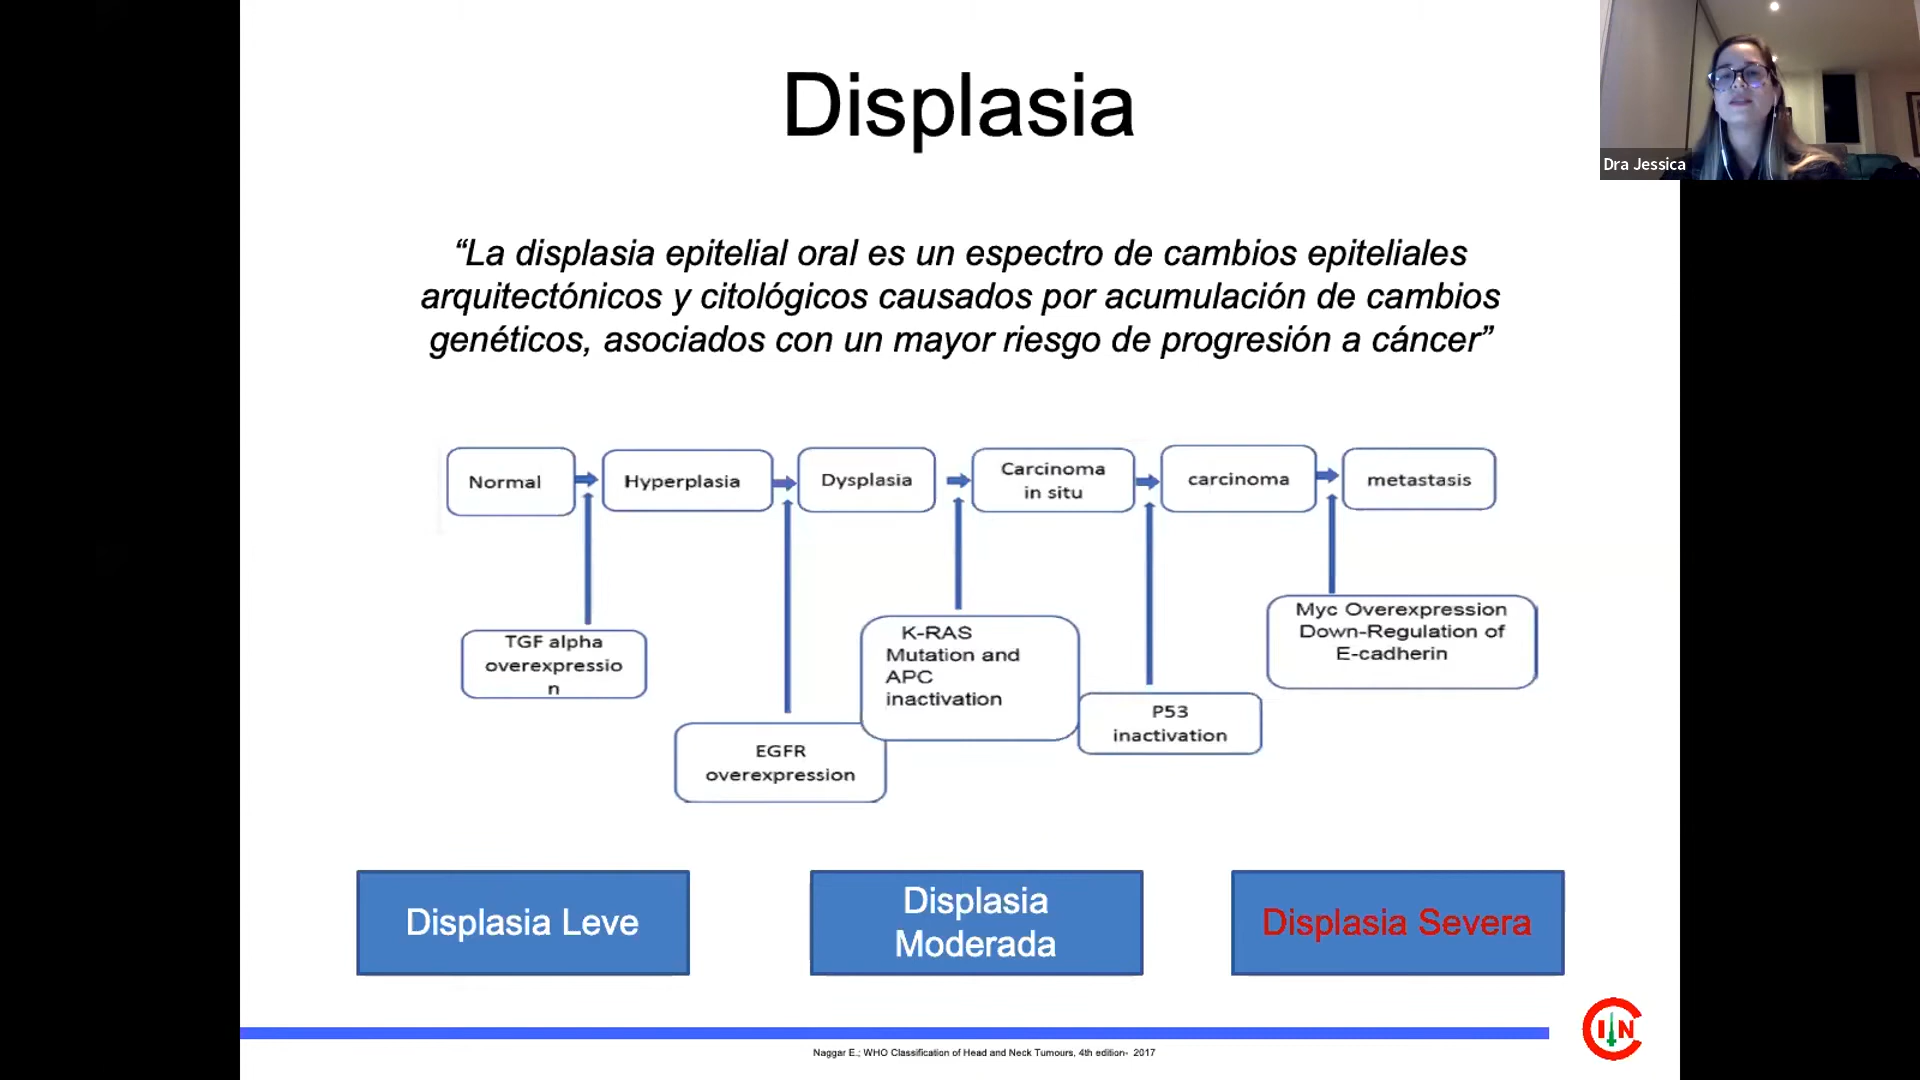 Displasia
Dra Jessica
“La displasia epitelial oral es un espectro de cambios epiteliales
arquitectónicos y citológicos causados por acumulación de cambios
genéticos, asociados con un mayor riesgo de progresión a cáncer”
Normal
Hyperplasia
Dysplasia
Carcinoma
in situ
carcinoma
metastasis
TGF alpha
overexpressio
n
EGFR
overexpression
K-RAS
Mutation and
APC
inactivation
P53
inactivation
Myc Overexpression
Down-Regulation of
E-cadherin
Displasia Leve
Displasia
Moderada
Displasia Severa
Naggar E.; WHO Classification of Head and Neck Tumours, 4th edition- 2017
C I N